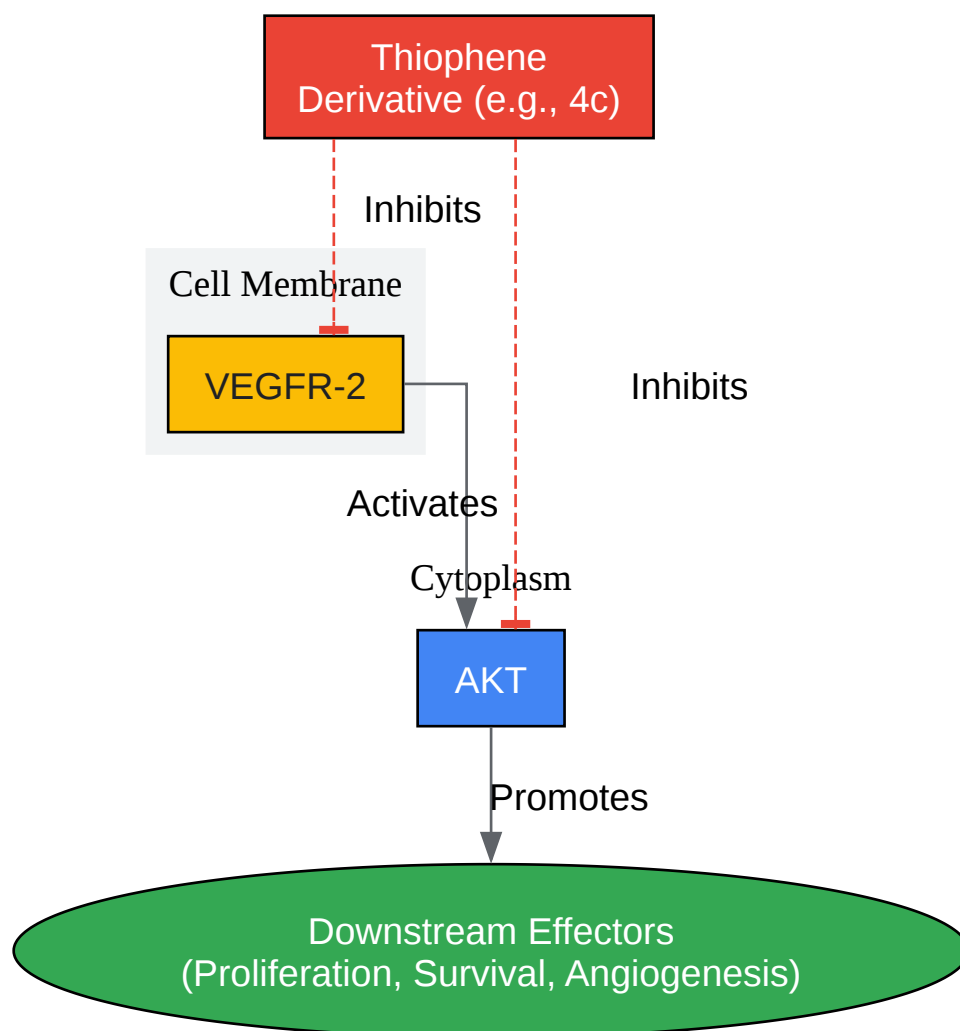 Thiophene
Derivative (e.g., 4c)
Inhibits
Cell Membrane
VEGFR-2
Inhibits
Activates
Cytoplasm
AKT
Promotes
Downstream Effectors
(Proliferation, Survival, Angiogenesis)